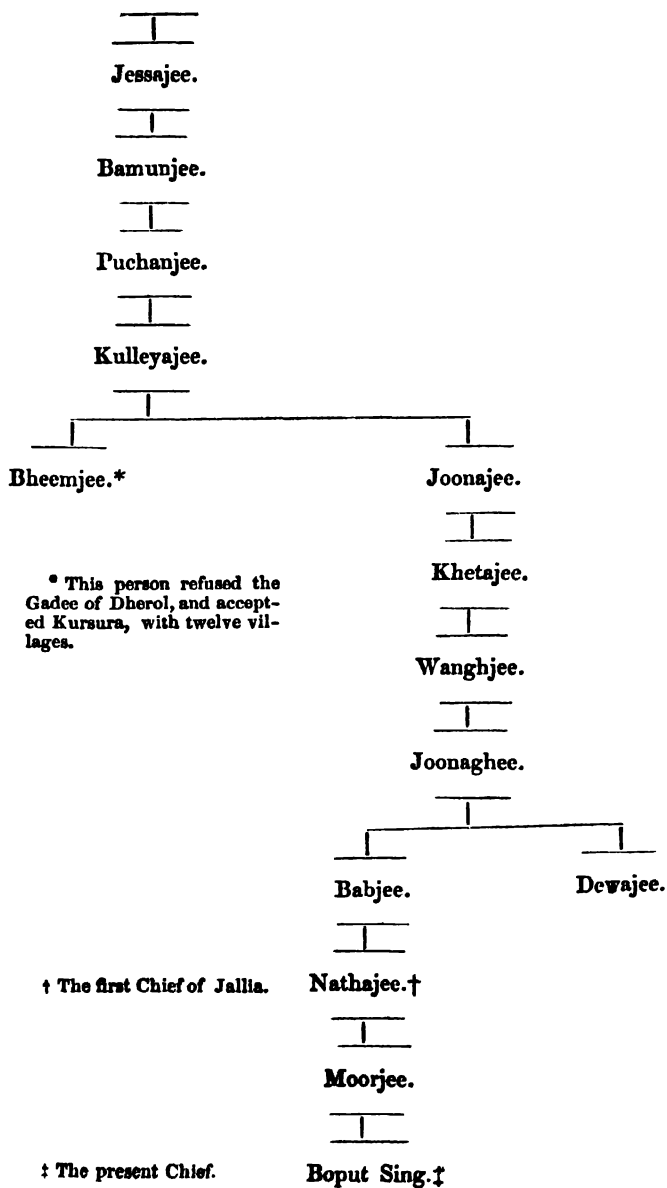 Jessajee.
Bamunjee.
Puchanjee.
Kulleyajee.
Bheemjee.*
Joonajee.
* This person refused the
Gadee of Dherol, and accept-
ed Kursura, with twelve vil-
lages.
Khetajee.
Wanghjee.
Joonaghee.
Babjee.
Dewajee.
† The first Chief of Jallia.
Nathajee.†
Moorjee.
‡ The present Chief.
Boput Sing.‡